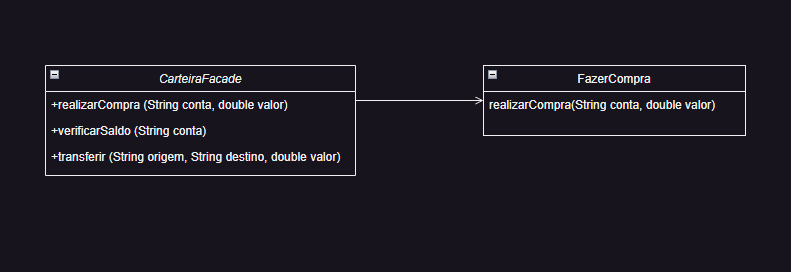 CarteiraFacade
+realizarCompra (String conta, double valor)
+verificarSaldo (String conta)
+transferir (String origem, String destino, double valor)
FazerCompra
realizarCompra(String conta, double valor)